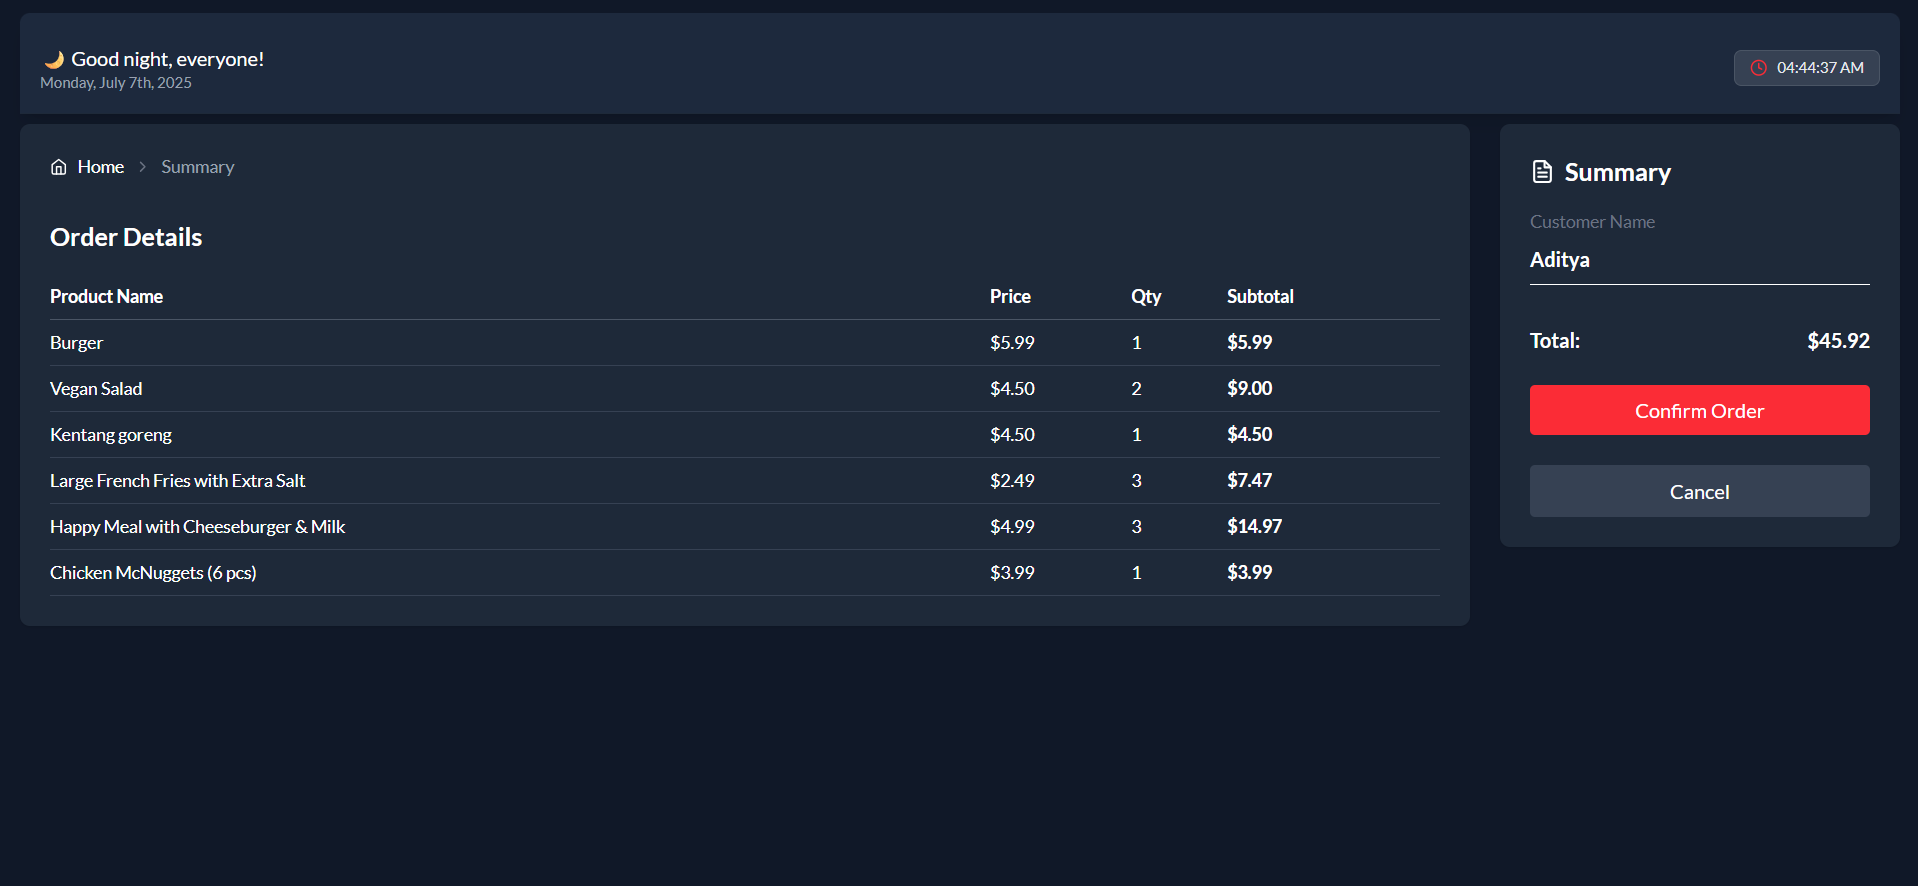 🌙 Good night, everyone!
Monday, July 7th, 2025
04:44:37 AM
Home > Summary
Order Details
Product Name Price Qty Subtotal
Burger $5.99 1 $5.99
Vegan Salad $4.50 2 $9.00
Kentang goreng $4.50 1 $4.50
Large French Fries with Extra Salt $2.49 3 $7.47
Happy Meal with Cheeseburger & Milk $4.99 3 $14.97
Chicken McNuggets (6 pcs) $3.99 1 $3.99
Summary
Customer Name
Aditya
Total: $45.92
Confirm Order
Cancel